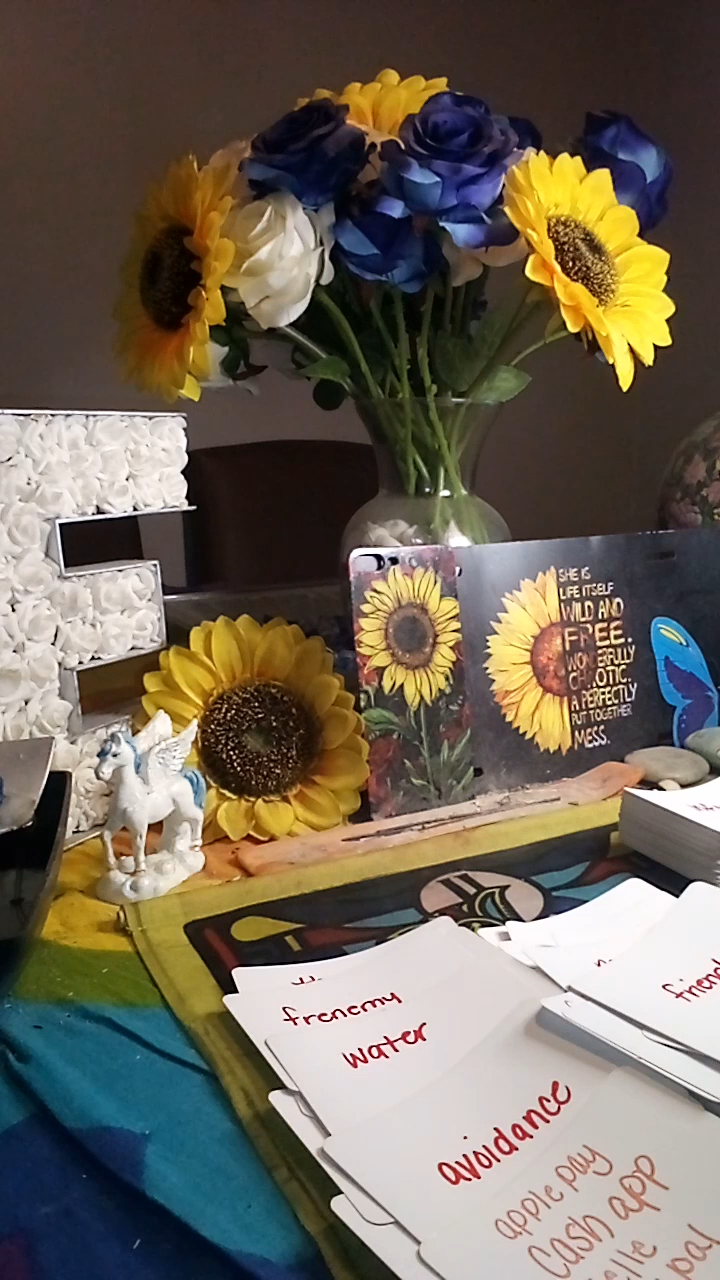 E
SHE IS
LIFE ITSELF
WILD AND
FREE.
WONDERFULLY
CHAOTIC.
A PERFECTLY
PUT TOGETHER
MESS.
frenemy
water
avoidance
apple pay
Cash app